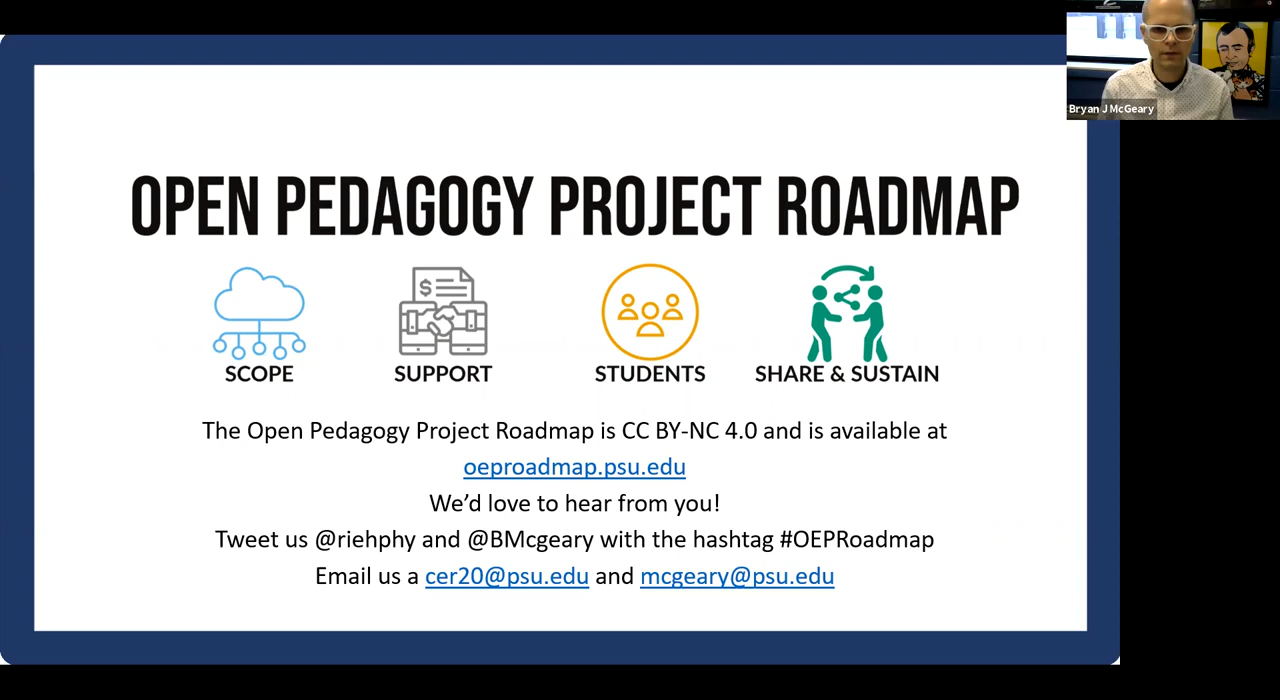 Bryan J McGeary
OPEN PEDAGOGY PROJECT ROADMAP
$
SCOPE
SUPPORT
STUDENTS
SHARE & SUSTAIN
The Open Pedagogy Project Roadmap is CC BY-NC 4.0 and is available at
oeproadmap.psu.edu
We’d love to hear from you!
Tweet us @riehphy and @BMcgeary with the hashtag #OEPRoadmap
Email us a cer20@psu.edu and mcgeary@psu.edu